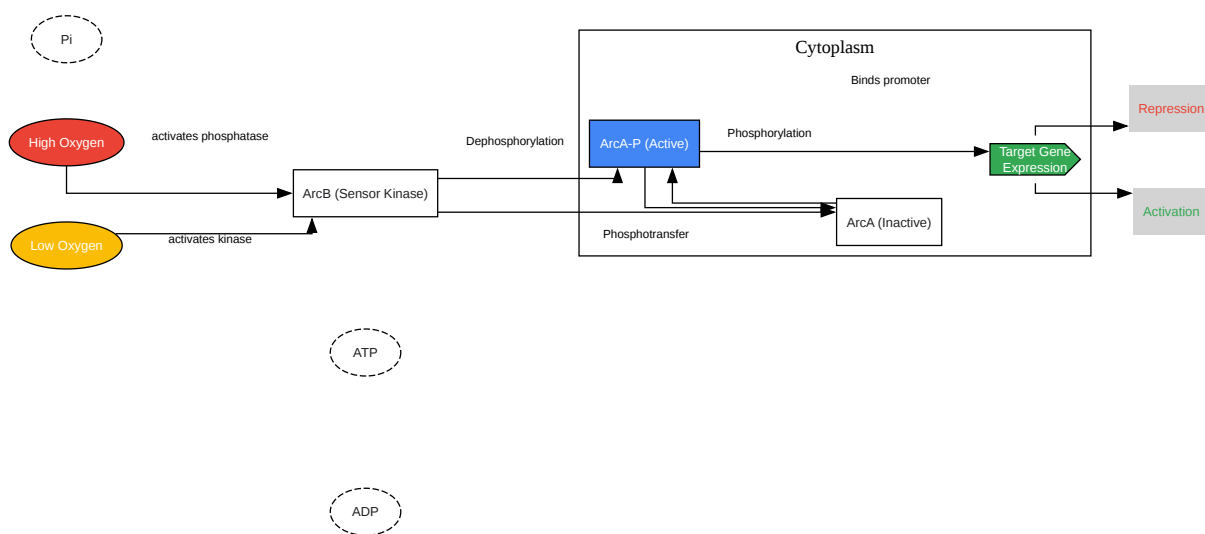 Pi
Cytoplasm
Binds promoter
Repression
High Oxygen
activates phosphatase
Dephosphorylation
ArcA-P (Active)
Phosphorylation
Target Gene
Expression
ArcB (Sensor Kinase)
Activation
ArcA (Inactive)
Low Oxygen
activates kinase
Phosphotransfer
ATP
ADP